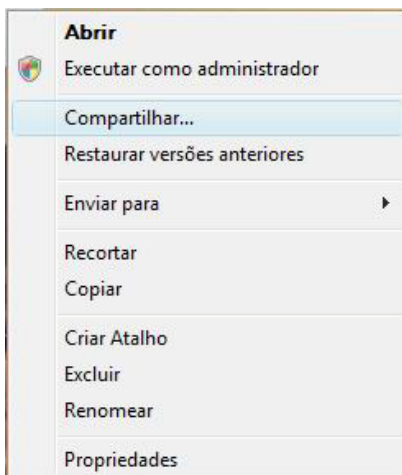 Abrir
Executar como administrador
Compartilhar...
Restaurar versões anteriores
Enviar para
Recortar
Copiar
Criar Atalho
Excluir
Renomear
Propriedades